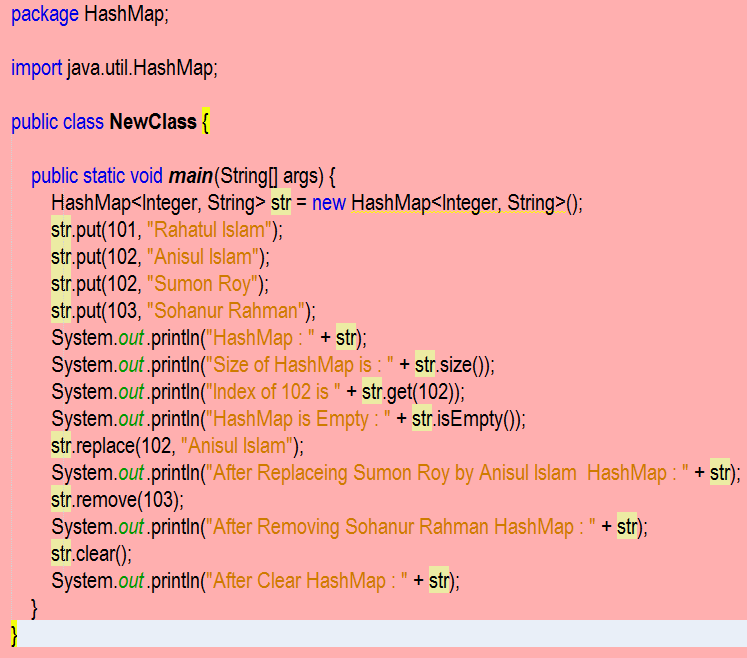 package HashMap;
import java.util.HashMap;
public class NewClass {
public static void main(String[] args) {
HashMap<Integer, String> str = new HashMap<Integer, String>();
str.put(101, "Rahatul Islam");
str.put(102, "Anisul Islam");
str.put(102, "Sumon Roy");
str.put(103, "Sohanur Rahman");
System.out.println("HashMap : " + str);
System.out.println("Size of HashMap is : " + str.size());
System.out.println("Index of 102 is " + str.get(102));
System.out.println("HashMap is Empty : " + str.isEmpty());
str.replace(102, "Anisul Islam");
System.out.println("After Replaceing Sumon Roy by Anisul Islam  HashMap : " + str);
str.remove(103);
System.out.println("After Removing Sohanur Rahman HashMap : " + str);
str.clear();
System.out.println("After Clear HashMap : " + str);
}
}